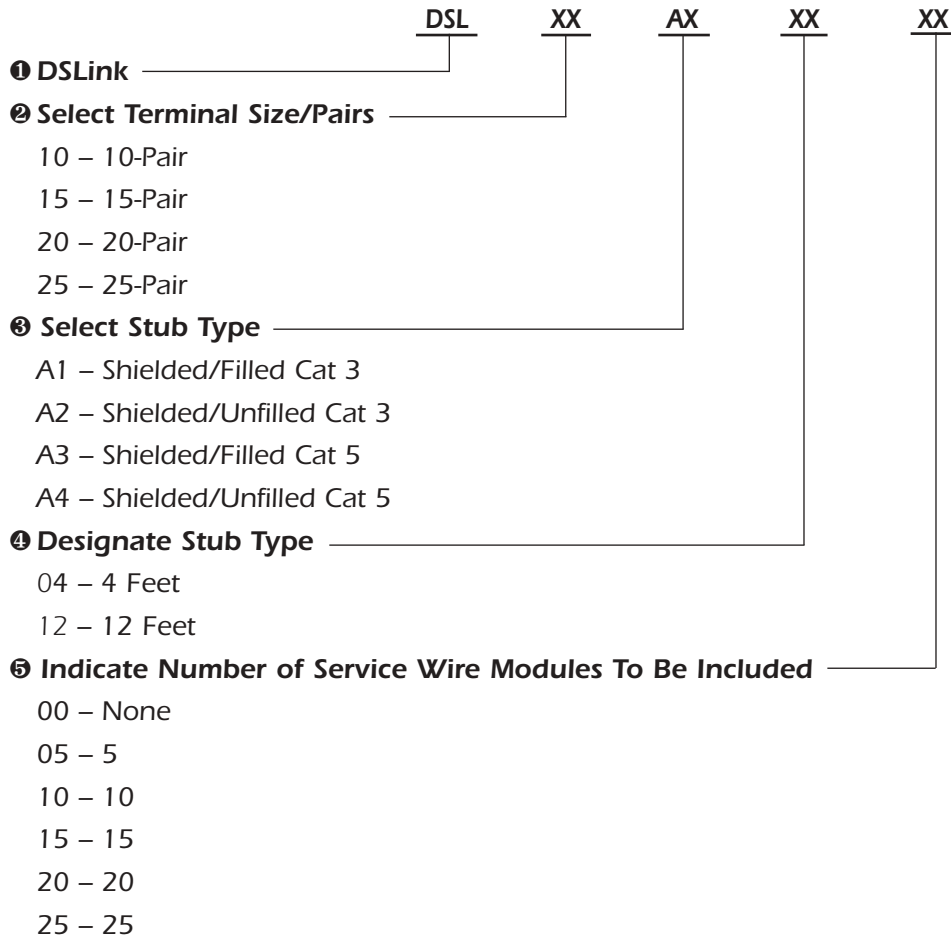 DSL XX AX XX XX
❶ DSLink
❷ Select Terminal Size/Pairs
10 – 10-Pair
15 – 15-Pair
20 – 20-Pair
25 – 25-Pair
❸ Select Stub Type
A1 – Shielded/Filled Cat 3
A2 – Shielded/Unfilled Cat 3
A3 – Shielded/Filled Cat 5
A4 – Shielded/Unfilled Cat 5
❹ Designate Stub Type
04 – 4 Feet
12 – 12 Feet
❺ Indicate Number of Service Wire Modules To Be Included
00 – None
05 – 5
10 – 10
15 – 15
20 – 20
25 – 25